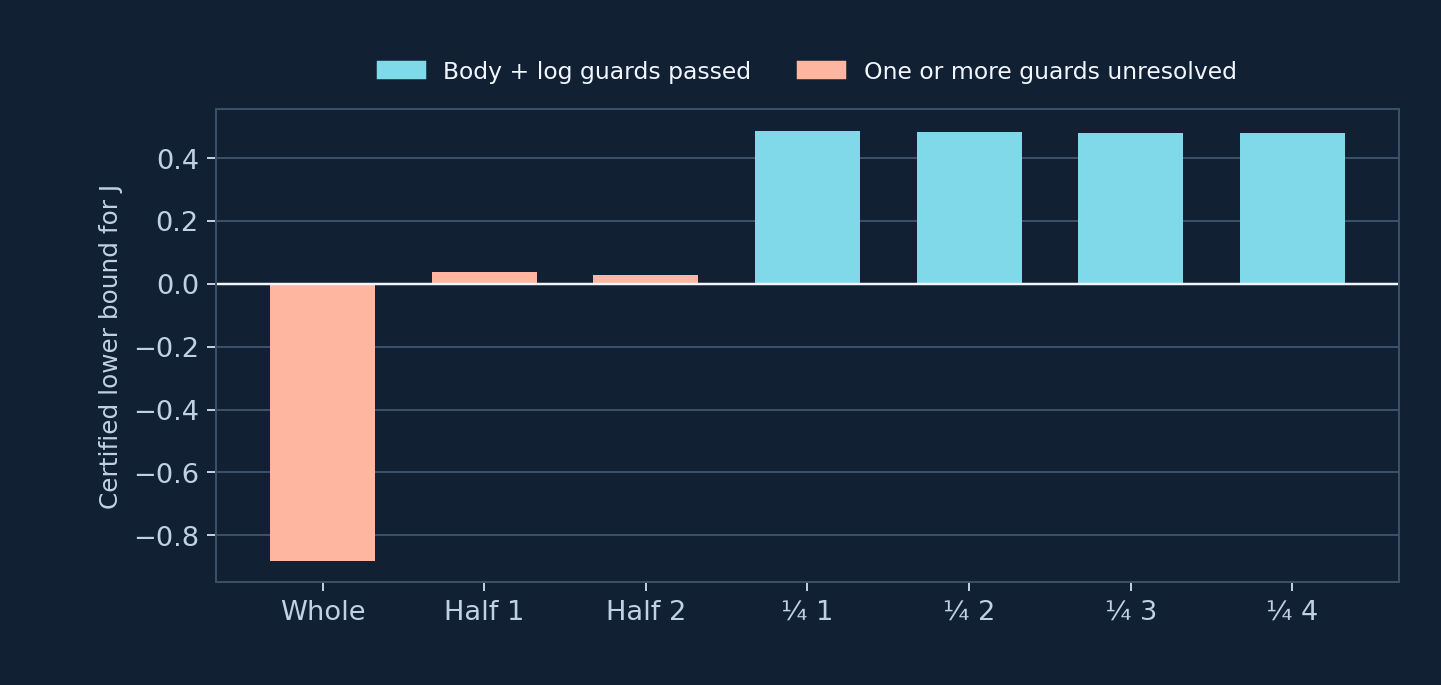 Body + log guards passed
One or more guards unresolved
Certified lower bound for J
0.4
0.2
0.0
−0.2
−0.4
−0.6
−0.8
Whole
Half 1
Half 2
¼ 1
¼ 2
¼ 3
¼ 4